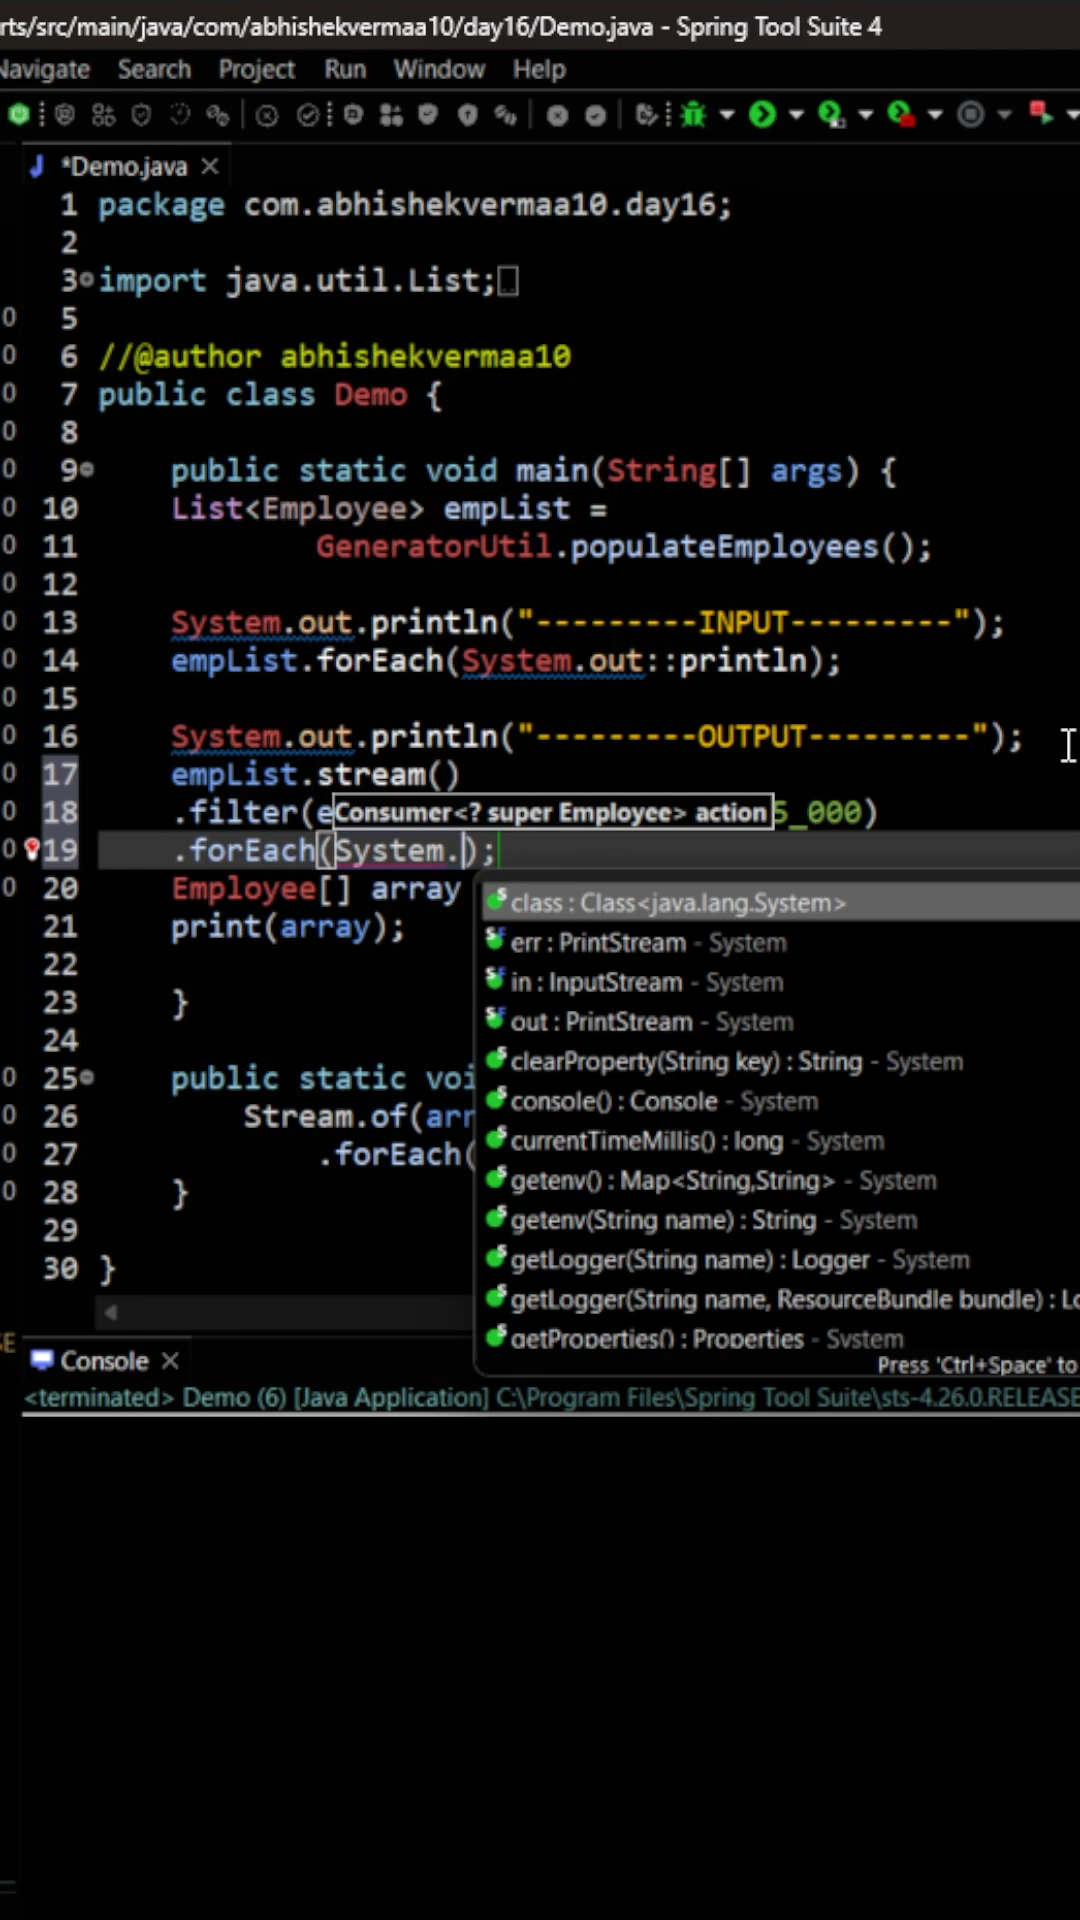 rts/src/main/java/com/abhishekvermaa10/day16/Demo.java - Spring Tool Suite 4
Navigate Search Project Run Window Help
*Demo.java
1 package com.abhishekvermaa10.day16;
2
3 import java.util.List;
5
6 //@author abhishekvermaa10
7 public class Demo {
8
9 public static void main(String[] args) {
10 List<Employee> empList =
11 GeneratorUtil.populateEmployees();
12
13 System.out.println("---------INPUT---------");
14 empList.forEach(System.out::println);
15
16 System.out.println("---------OUTPUT---------");
17 empList.stream()
18 .filter(e Consumer<? super Employee> action 5_000)
19 .forEach(System.);
20 Employee[] array
21 print(array);
22
23 }
24
25 public static voi
26 Stream.of(arr
27 .forEach(
28 }
29
30 }
class : Class<java.lang.System>
err : PrintStream - System
in : InputStream - System
out : PrintStream - System
clearProperty(String key) : String - System
console() : Console - System
currentTimeMillis() : long - System
getenv() : Map<String,String> - System
getenv(String name) : String - System
getLogger(String name) : Logger - System
getLogger(String name, ResourceBundle bundle) : Lo
getProperties() : Properties - System
Press 'Ctrl+Space' to
Console
<terminated> Demo (6) [Java Application] C:\Program Files\Spring Tool Suite\sts-4.26.0.RELEASE